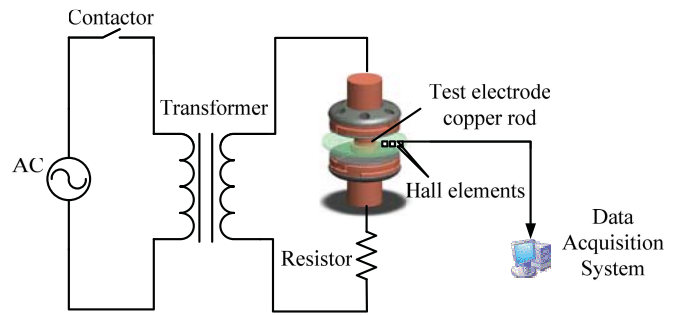 Contactor
Transformer
AC
Test electrode
copper rod
Hall elements
Resistor
Data
Acquisition
System